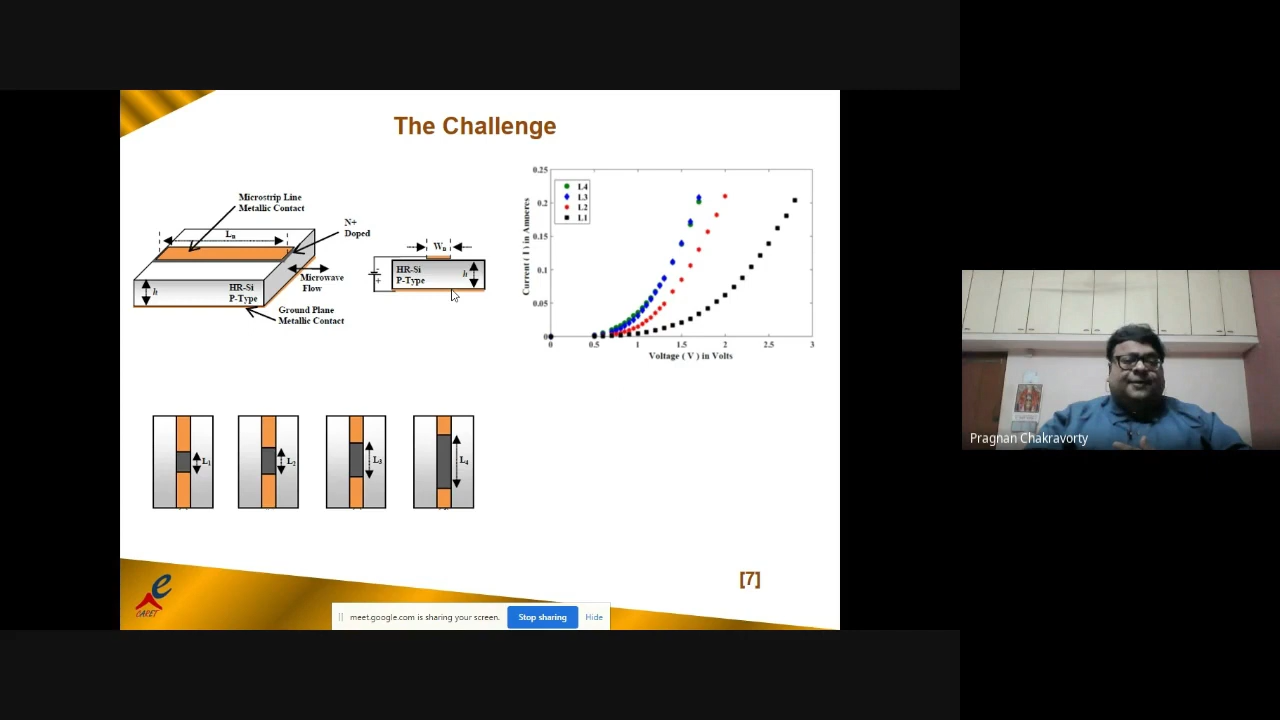 The Challenge
Microstrip Line
Metallic Contact
N+
Doped
Ln
h
HR-Si
P-Type
Microwave
Flow
Ground Plane
Metallic Contact
Wn
-
+
HR-Si
P-Type
h
Current ( I ) in Amperes
0.25
0.2
0.15
0.1
0.05
0
L4
L3
L2
L1
0 0.5 1 1.5 2 2.5 3
Voltage ( V ) in Volts
L1
L2
L3
L4
[7]
e
CARET
meet.google.com is sharing your screen.
Stop sharing
Hide
Pragnan Chakravorty